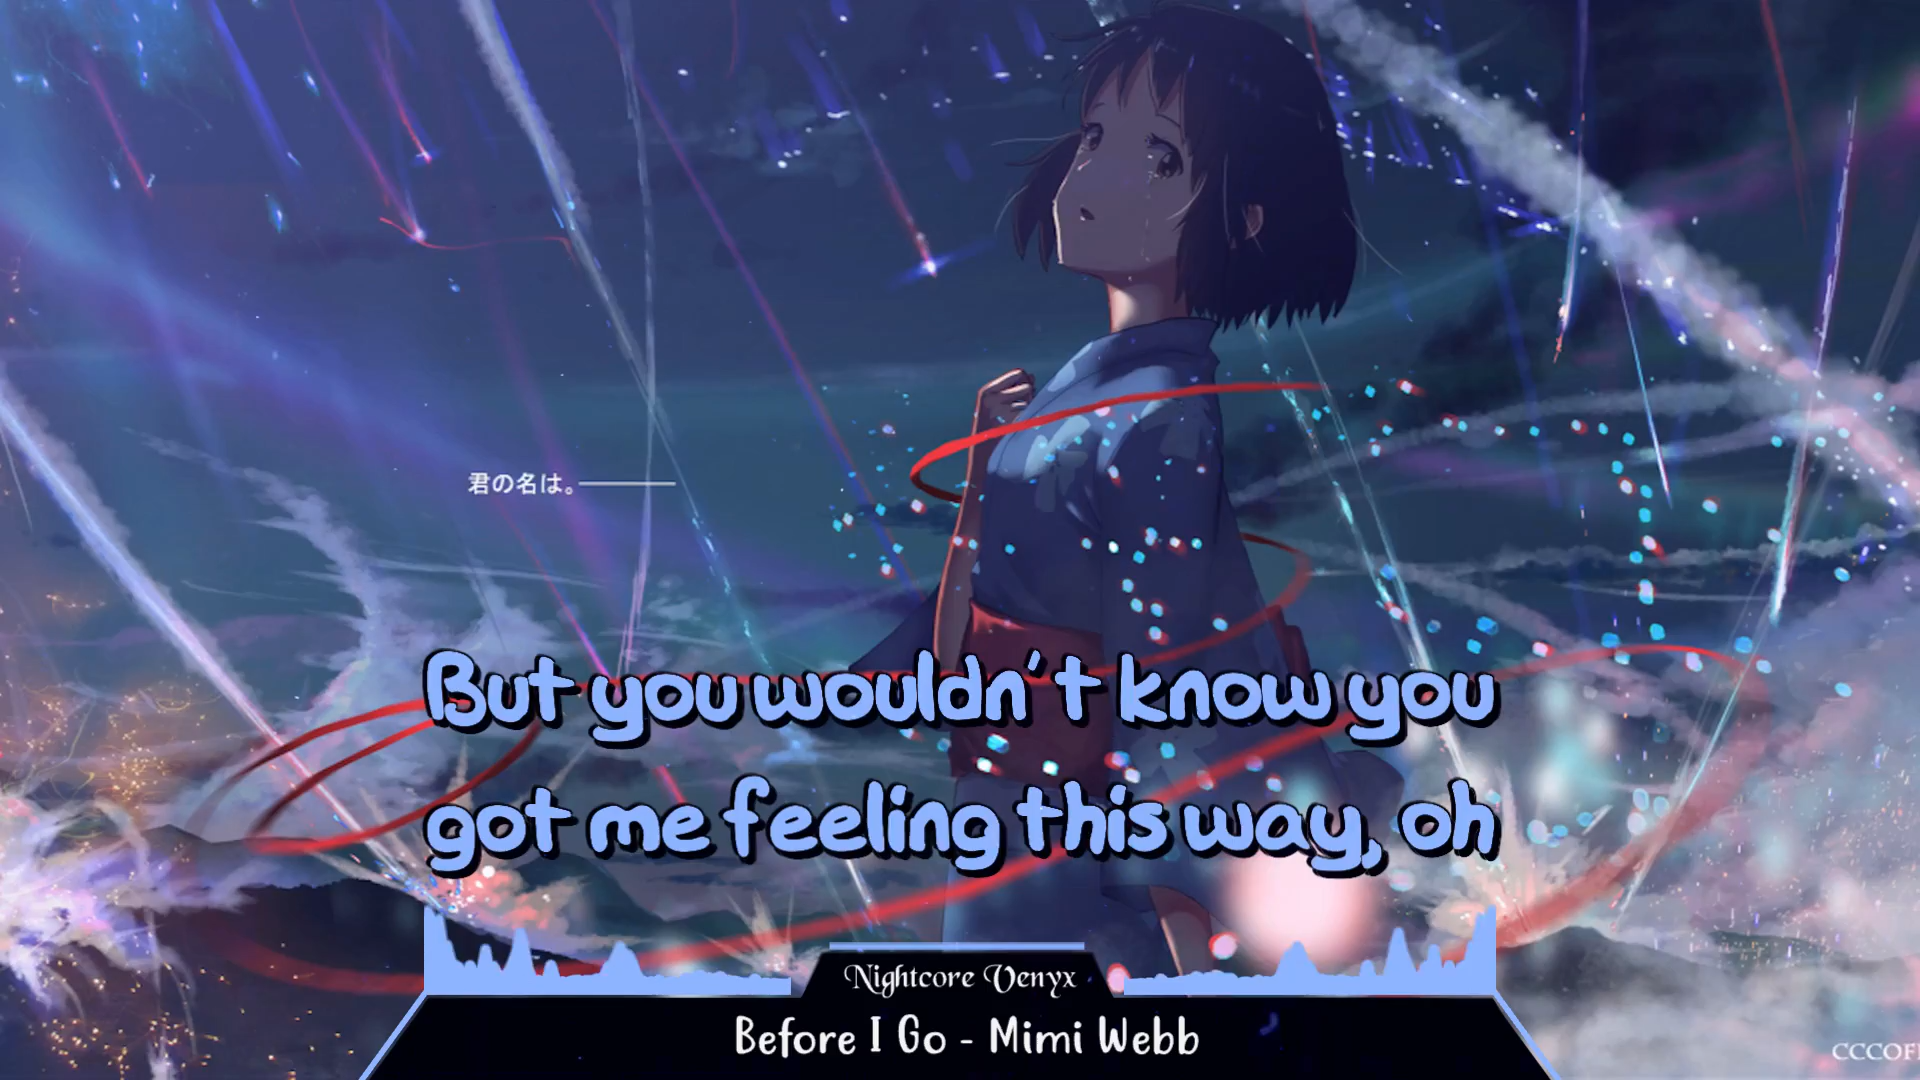 君の名は。
But you wouldn't know you
got me feeling this way, oh
Nightcore Venyx
Before I Go - Mimi Webb